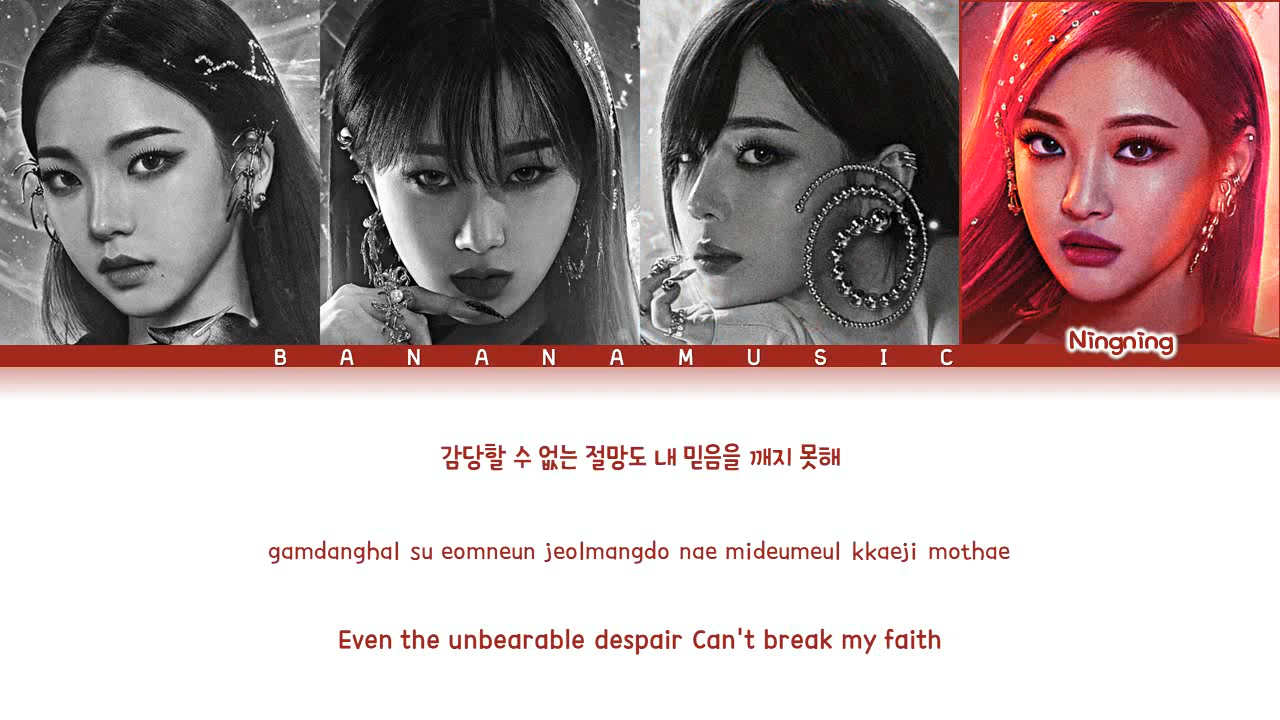 Ningning
BANANAMUSIC
감당할 수 없는 절망도 내 믿음을 깨지 못해
gamdanghal su eomneun jeolmangdo nae mideumeul kkaeji mothae
Even the unbearable despair Can't break my faith